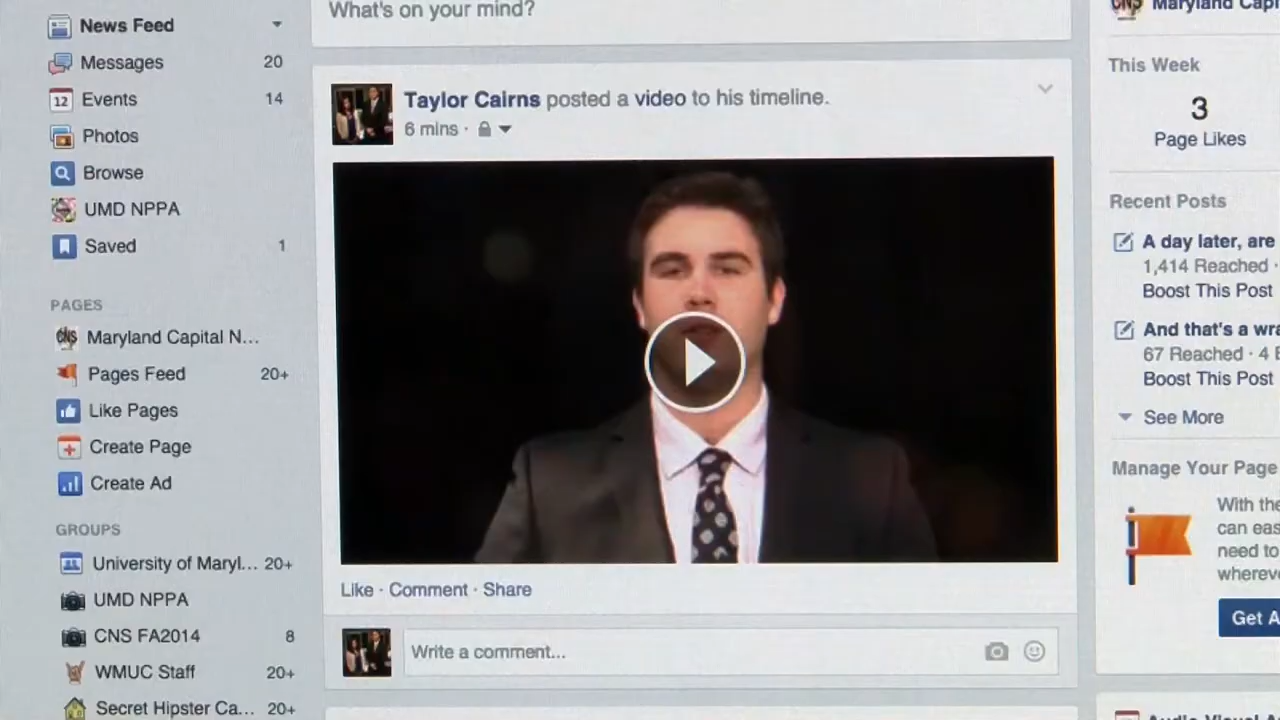 News Feed
Messages 20
12 Events 14
Photos
Browse
UMD NPPA
Saved 1
PAGES
CNS Maryland Capital N...
Pages Feed 20+
Like Pages
Create Page
Create Ad
GROUPS
University of Maryl... 20+
UMD NPPA
CNS FA2014 8
WMUC Staff 20+
Secret Hipster Ca... 20+
What's on your mind?
Taylor Cairns posted a video to his timeline.
6 mins ·
Like · Comment · Share
Write a comment...
CNS Maryland Capi
This Week
3
Page Likes
Recent Posts
A day later, are
1,414 Reached ·
Boost This Post
And that's a wra
67 Reached · 4 E
Boost This Post
See More
Manage Your Page
With the
can eas
need to
whereve
Get A